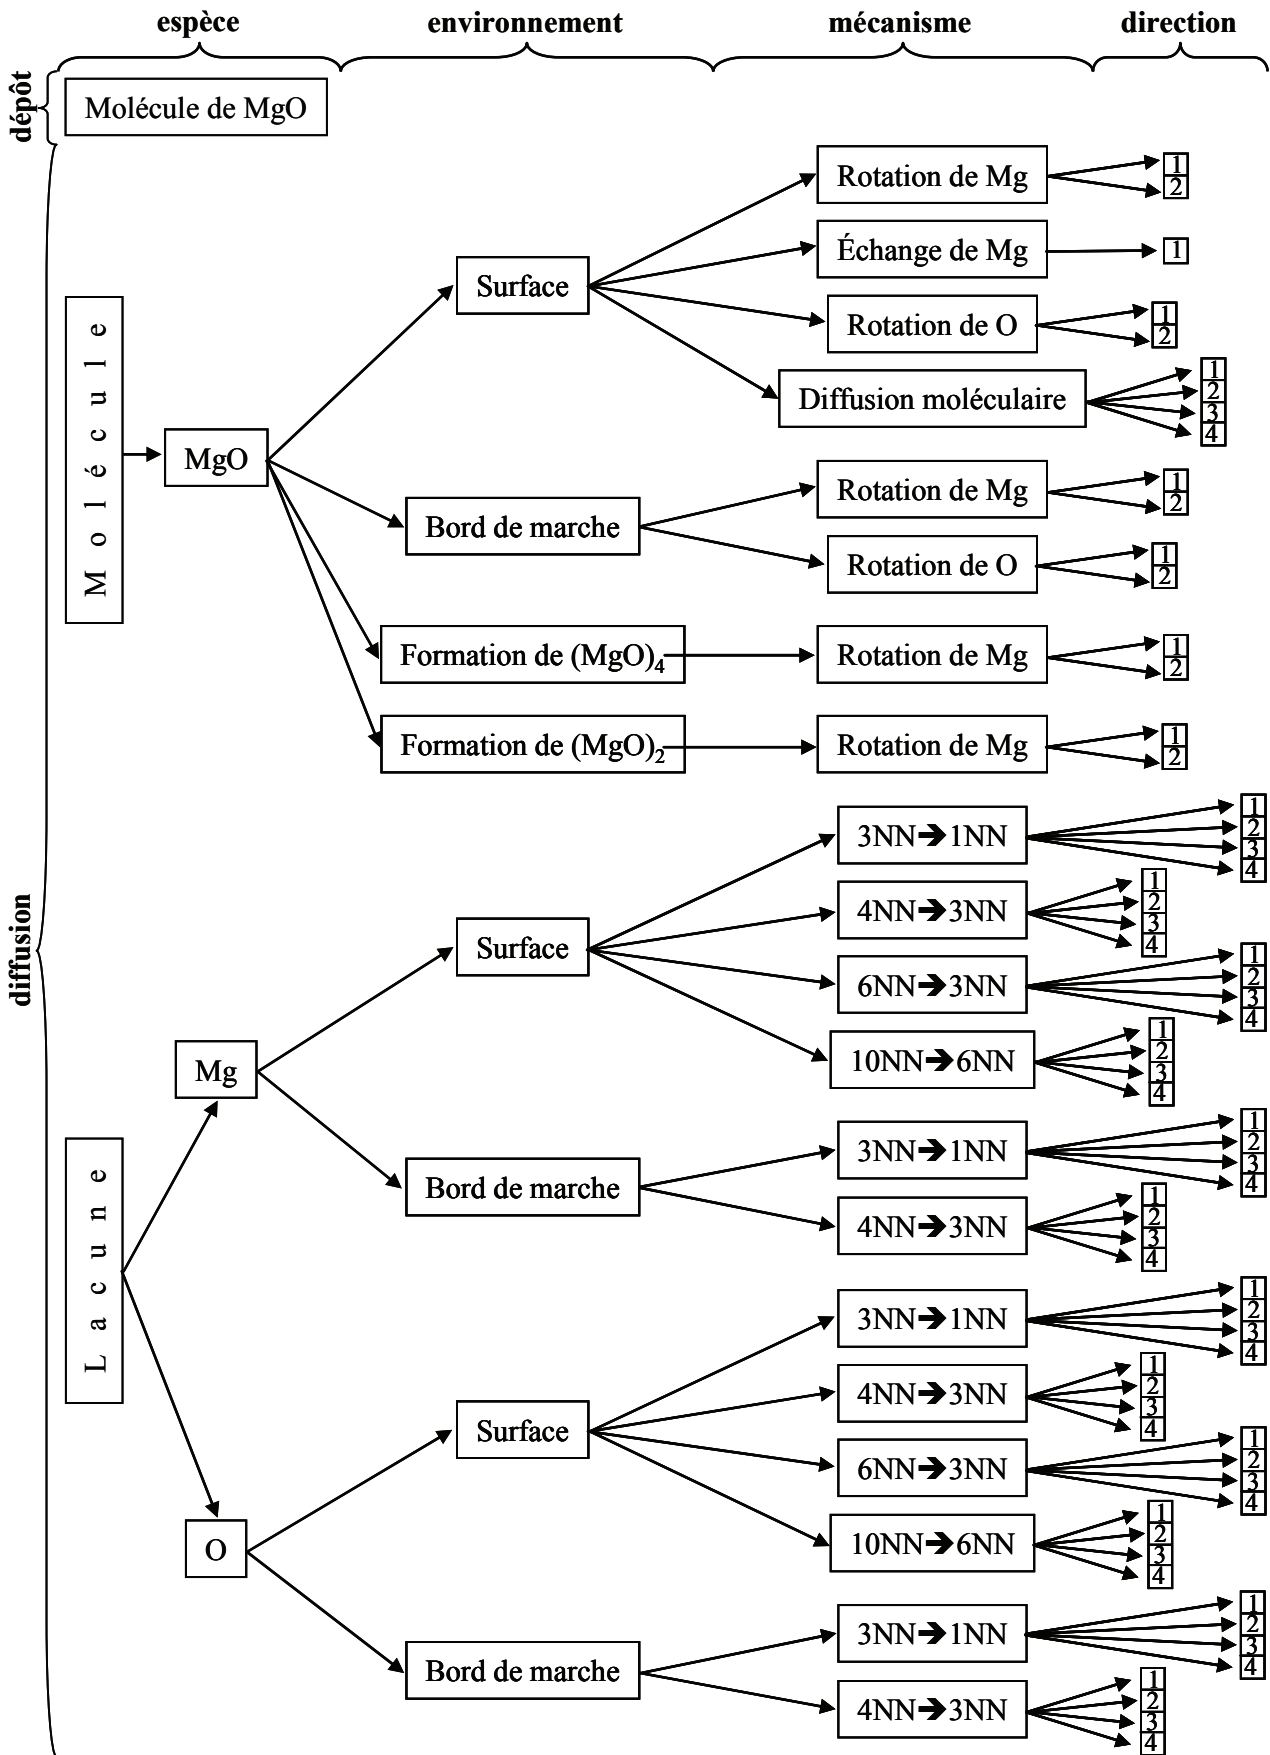 espèce environnement mécanisme direction
dépôt
Molécule de MgO
diffusion
Molécule
MgO
Surface
Rotation de Mg
1
2
Échange de Mg
1
Rotation de O
1
2
Diffusion moléculaire
1
2
3
4
Bord de marche
Rotation de Mg
1
2
Rotation de O
1
2
Formation de (MgO)₄
Rotation de Mg
1
2
Formation de (MgO)₂
Rotation de Mg
1
2
Lacune
Mg
Surface
3NN➔1NN
1
2
3
4
4NN➔3NN
1
2
3
4
6NN➔3NN
1
2
3
4
10NN➔6NN
1
2
3
4
Bord de marche
3NN➔1NN
1
2
3
4
4NN➔3NN
1
2
3
4
O
Surface
3NN➔1NN
1
2
3
4
4NN➔3NN
1
2
3
4
6NN➔3NN
1
2
3
4
10NN➔6NN
1
2
3
4
Bord de marche
3NN➔1NN
1
2
3
4
4NN➔3NN
1
2
3
4